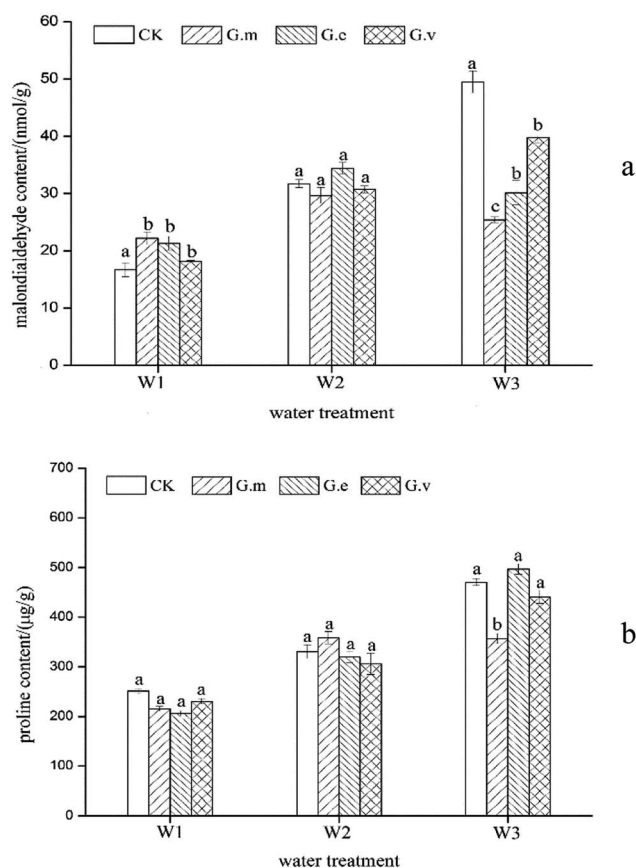 60
CK G.m G.e G.v
50
40
30
20
10
0
malondialdehyde content/(nmol/g)
a b b b
a a a a
a c b b
W1 W2 W3
water treatment
a
700
CK G.m G.e G.v
600
500
400
300
200
100
0
proline content/(μg/g)
a a a a
a a a a
a b a a
W1 W2 W3
water treatment
b